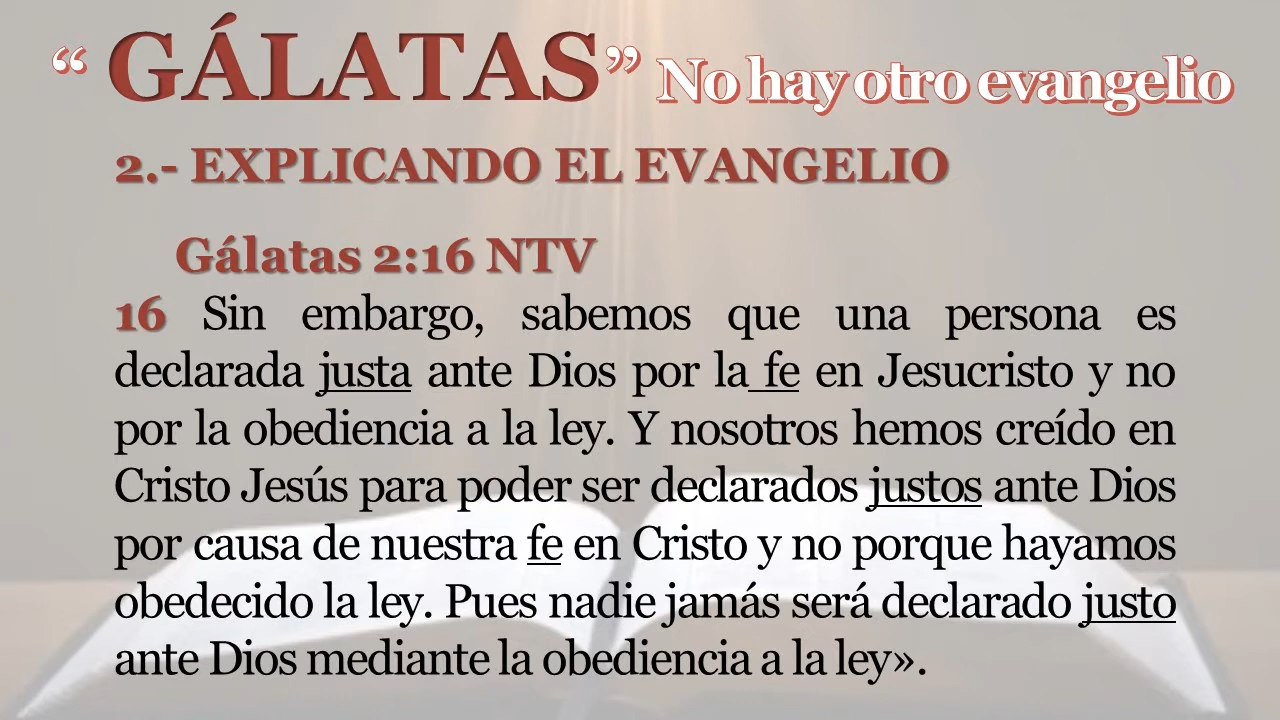 “ GÁLATAS” No hay otro evangelio
2.- EXPLICANDO EL EVANGELIO
Gálatas 2:16 NTV
16 Sin embargo, sabemos que una persona es
declarada justa ante Dios por la fe en Jesucristo y no
por la obediencia a la ley. Y nosotros hemos creído en
Cristo Jesús para poder ser declarados justos ante Dios
por causa de nuestra fe en Cristo y no porque hayamos
obedecido la ley. Pues nadie jamás será declarado justo
ante Dios mediante la obediencia a la ley».